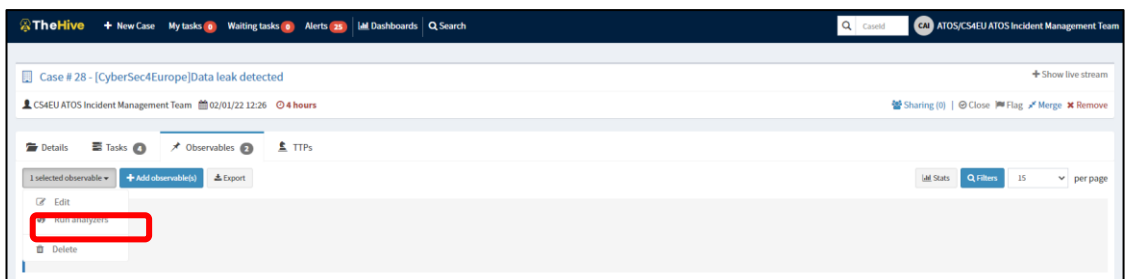 TheHive + New Case My tasks 0 Waiting tasks 0 Alerts 25 Dashboards Search CaseId CAI ATOS/CS4EU ATOS Incident Management Team
Case # 28 - [CyberSec4Europe]Data leak detected + Show live stream
CS4EU ATOS Incident Management Team 02/01/22 12:26 4 hours Sharing (0) | Close Flag Merge Remove
Details Tasks 4 Observables 2 TTPs
1 selected observable + Add observable(s) Export Stats Filters 15 per page
Edit
Run analyzers
Delete